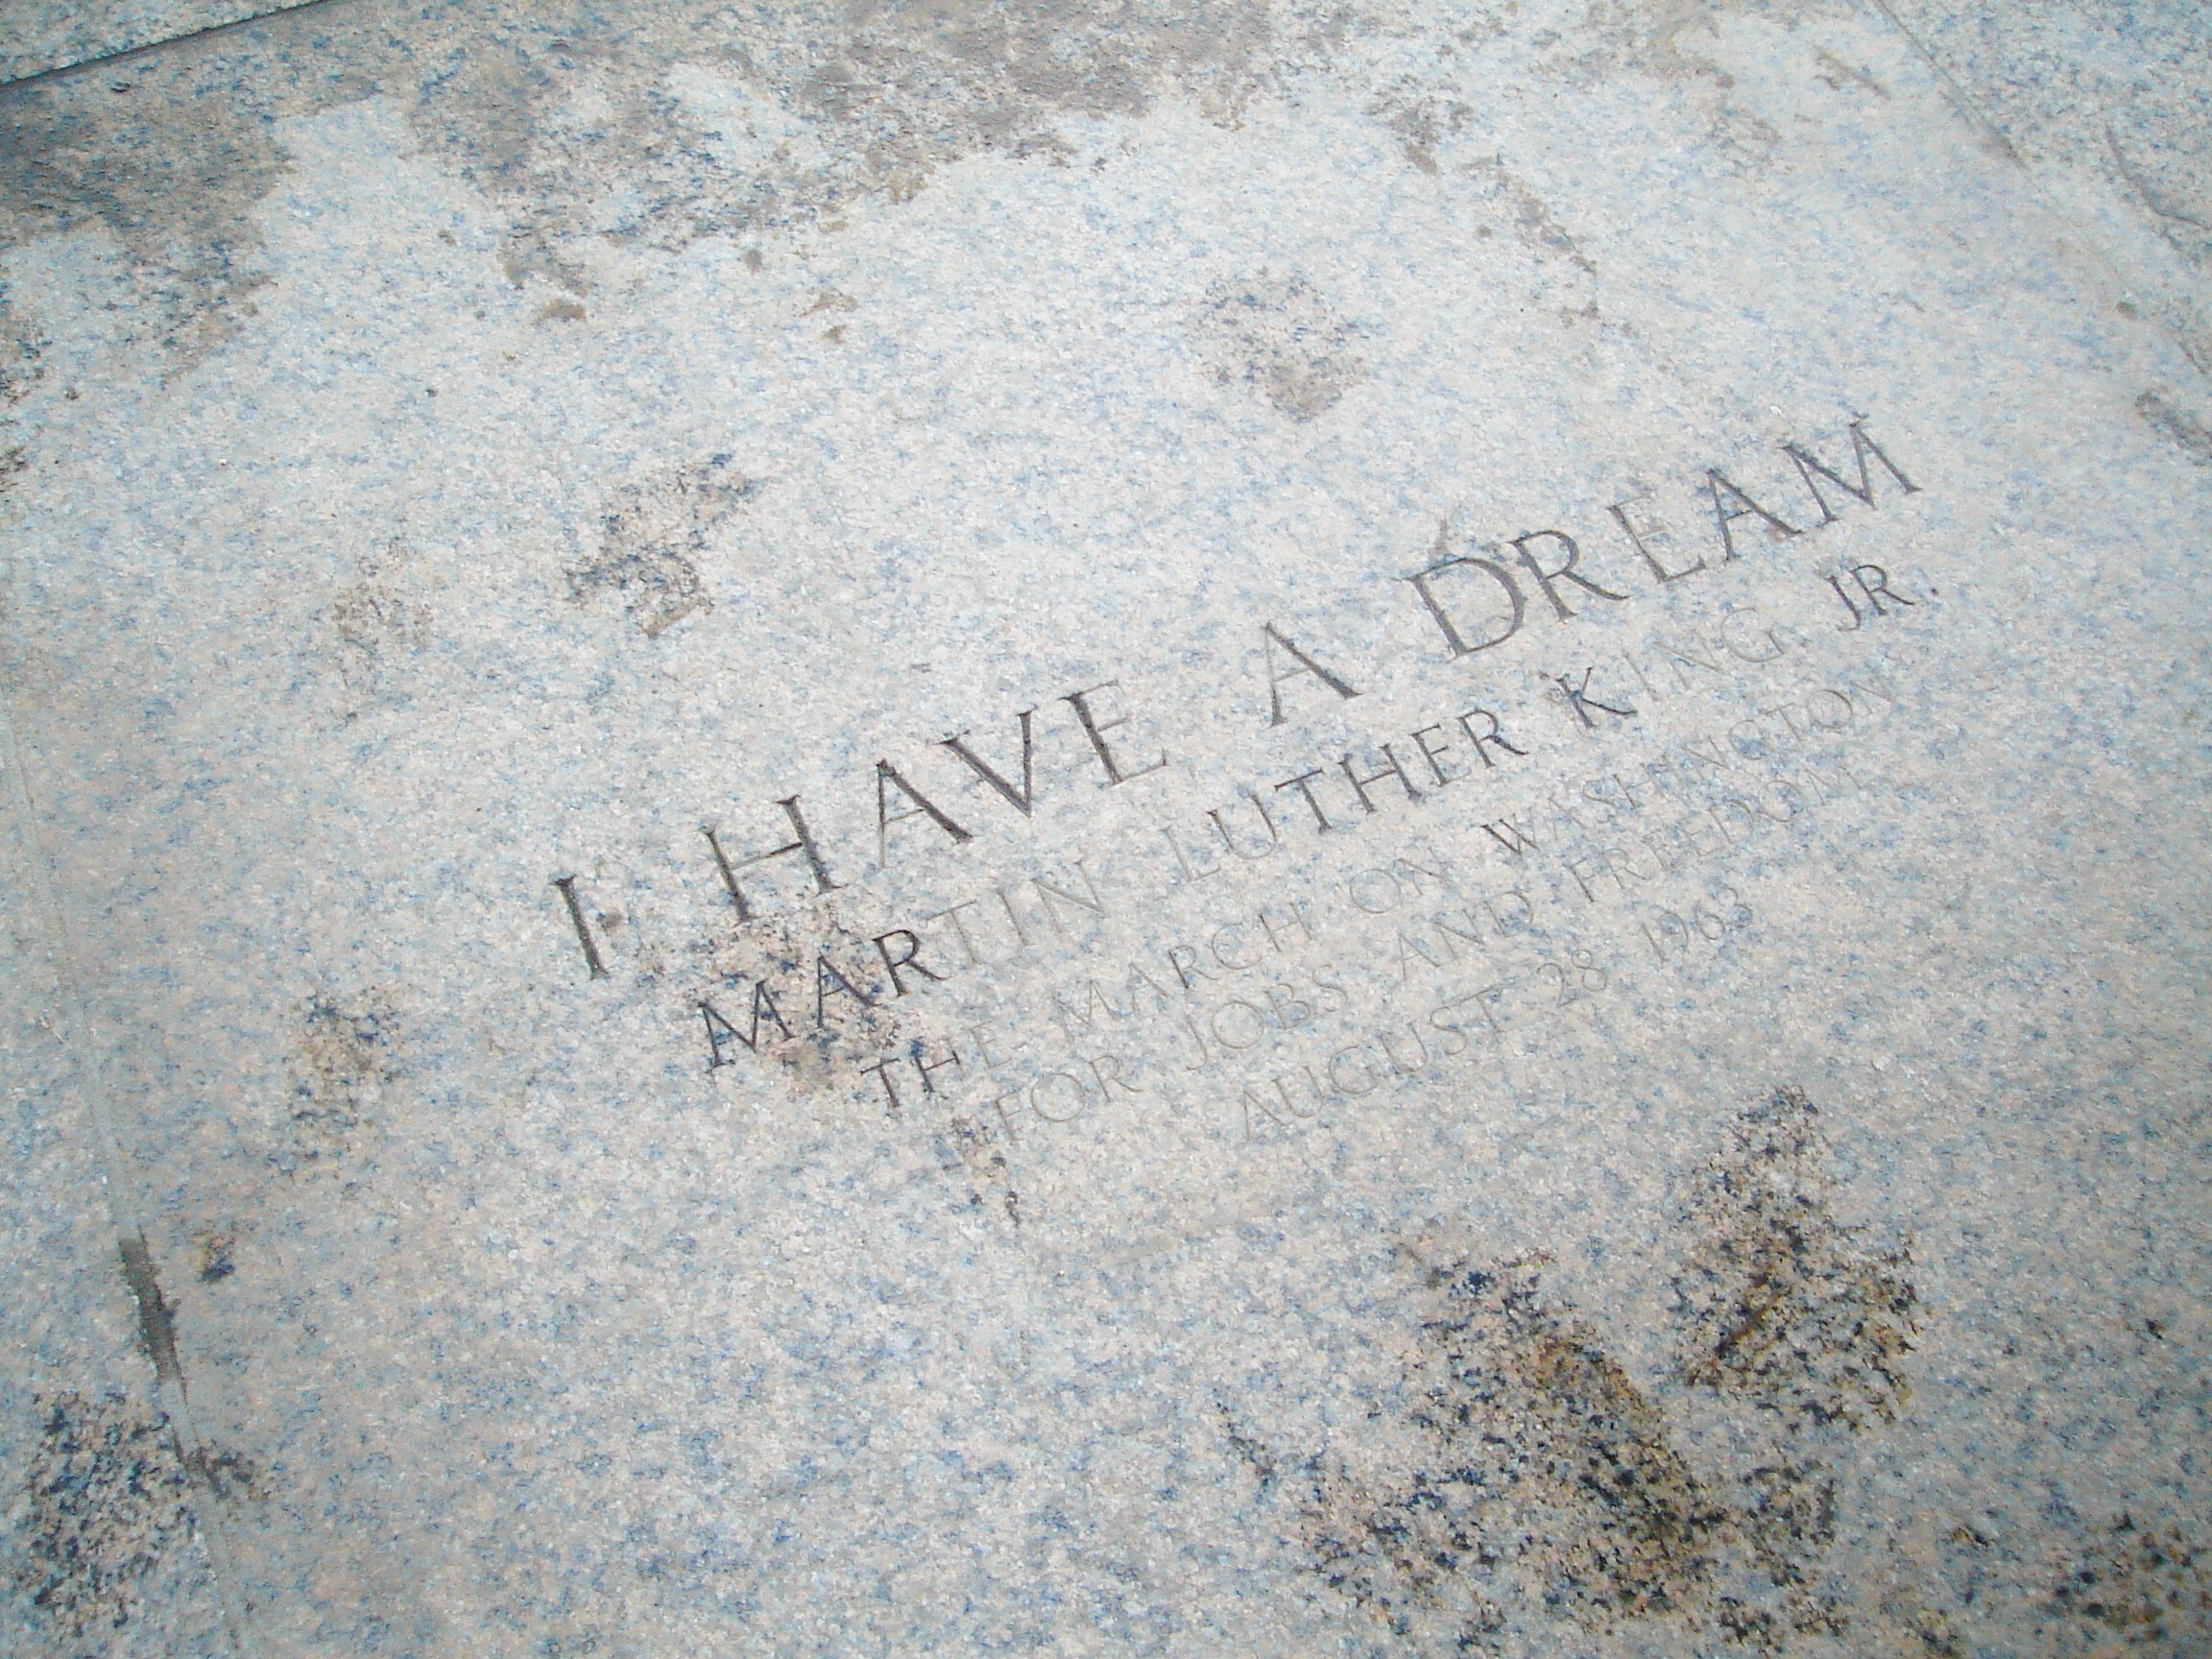 I HAVE A DREAM
MARTIN LUTHER KING JR.
THE MARCH ON WASHINGTON
FOR JOBS AND FREEDOM
AUGUST 28 1963